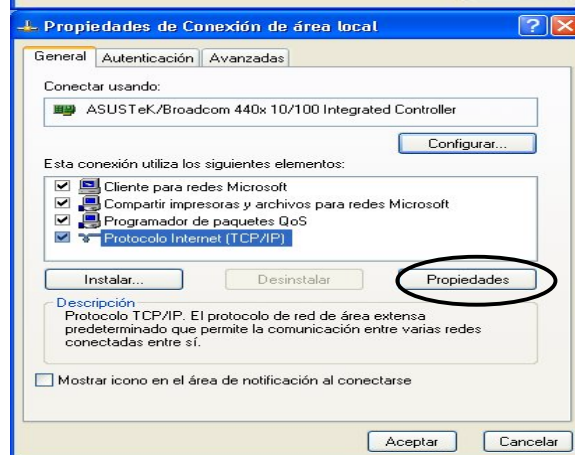 Propiedades de Conexión de área local
General Autenticación Avanzadas
Conectar usando:
ASUSTeK/Broadcom 440x 10/100 Integrated Controller
Configurar...
Esta conexión utiliza los siguientes elementos:
Cliente para redes Microsoft
Compartir impresoras y archivos para redes Microsoft
Programador de paquetes QoS
Protocolo Internet (TCP/IP)
Instalar... Desinstalar Propiedades
Descripción
Protocolo TCP/IP. El protocolo de red de área extensa
predeterminado que permite la comunicación entre varias redes
conectadas entre sí.
Mostrar icono en el área de notificación al conectarse
Aceptar Cancelar